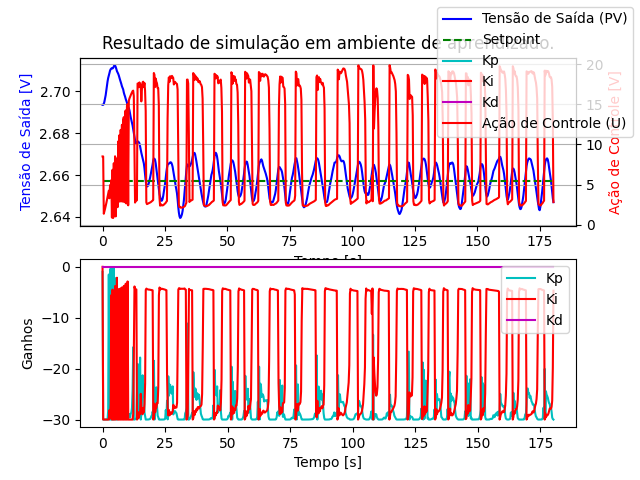 Resultado de simulação em ambiente de aprendizado.
Tensão de Saída (PV)
Setpoint
Kp
Ki
Kd
Ação de Controle (U)
Tensão de Saída [V]
2.70
2.68
2.66
2.64
20
15
10
5
0
Ação de Controle [V]
0 25 50 75 100 125 150 175
Tempo [s]
Kp
Ki
Kd
Ganhos
0
−10
−20
−30
0 25 50 75 100 125 150 175
Tempo [s]